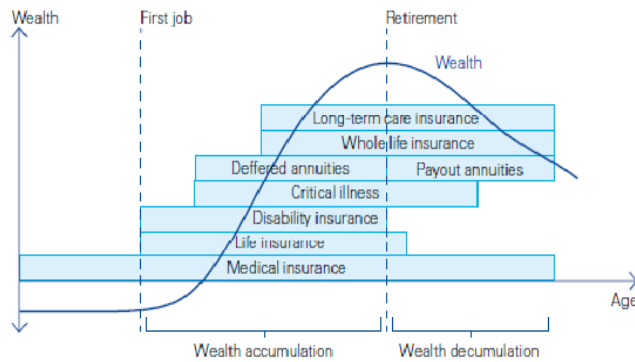 Wealth
First job
Retirement
Wealth
Long-term care insurance
Whole life insurance
Deffered annuities
Payout annuities
Critical illness
Disability insurance
Life insurance
Medical insurance
Age
Wealth accumulation
Wealth decumulation